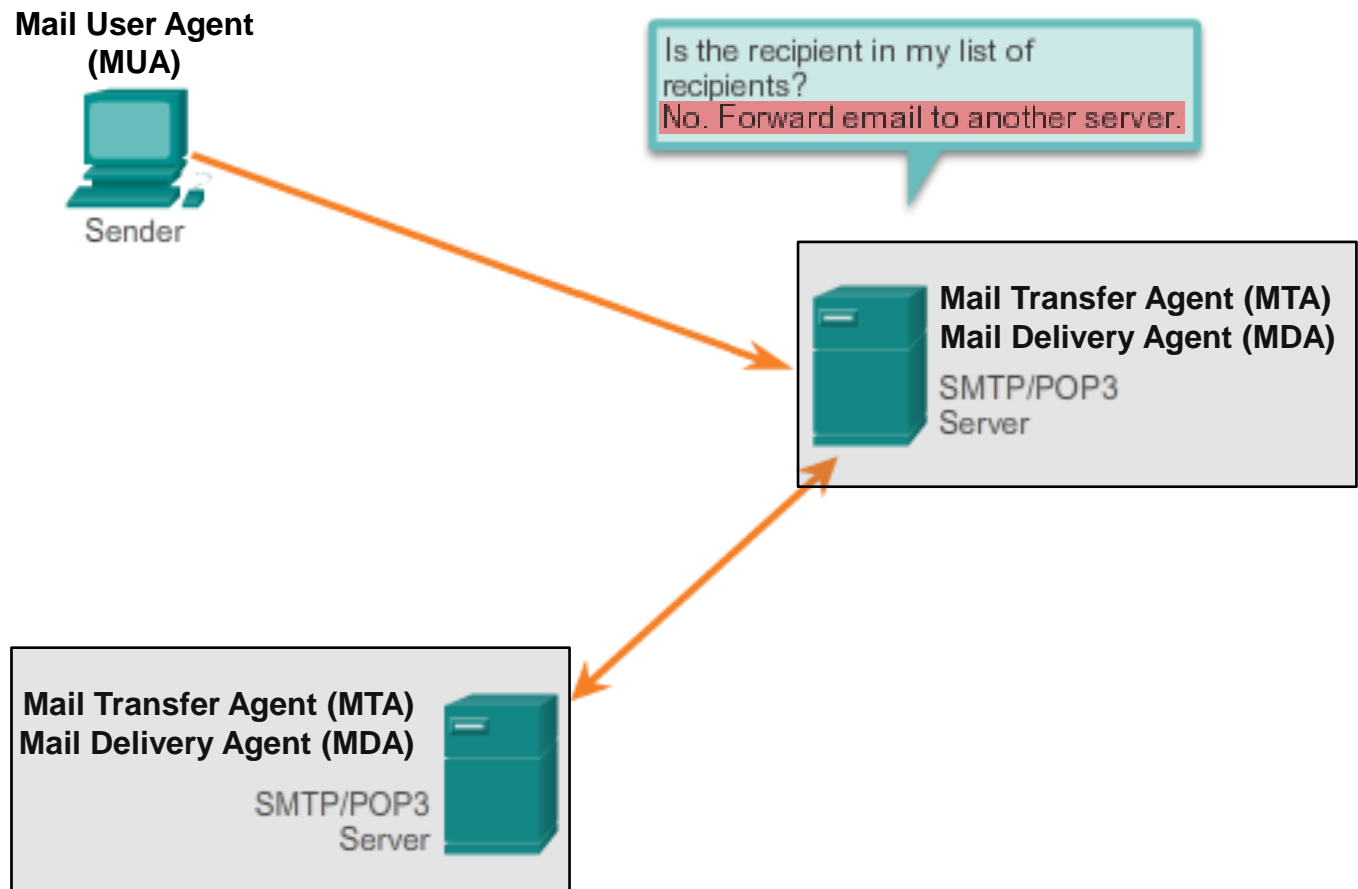 Mail User Agent
(MUA)
Sender
Is the recipient in my list of
recipients?
No. Forward email to another server.
Mail Transfer Agent (MTA)
Mail Delivery Agent (MDA)
SMTP/POP3
Server
Mail Transfer Agent (MTA)
Mail Delivery Agent (MDA)
SMTP/POP3
Server